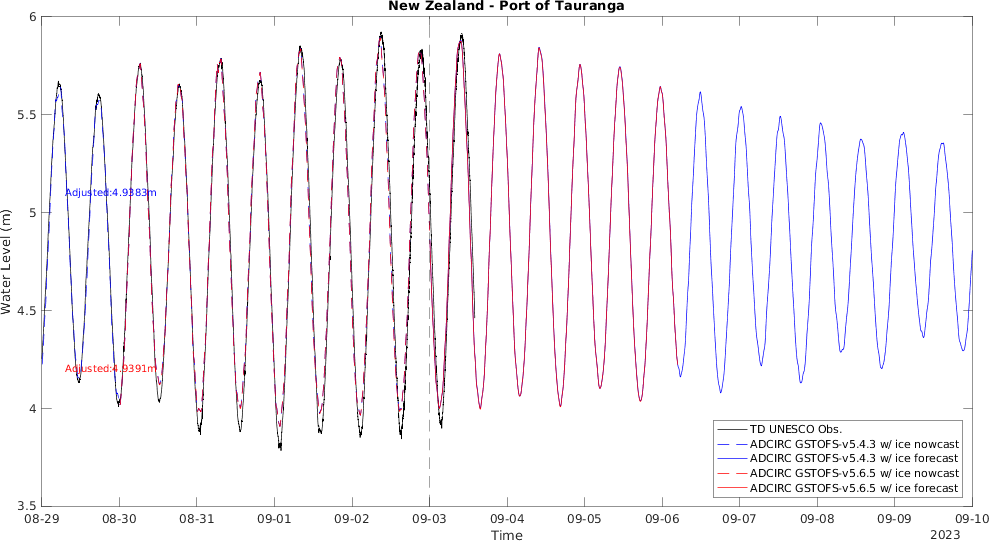 New Zealand - Port of Tauranga
Water Level (m)
6
5.5
5
4.5
4
3.5
Adjusted:4.9383m
Adjusted:4.9391m
TD UNESCO Obs.
ADCIRC GSTOFS-v5.4.3 w/ ice nowcast
ADCIRC GSTOFS-v5.4.3 w/ ice forecast
ADCIRC GSTOFS-v5.6.5 w/ ice nowcast
ADCIRC GSTOFS-v5.6.5 w/ ice forecast
08-29 08-30 08-31 09-01 09-02 09-03 09-04 09-05 09-06 09-07 09-08 09-09 09-10
Time
2023